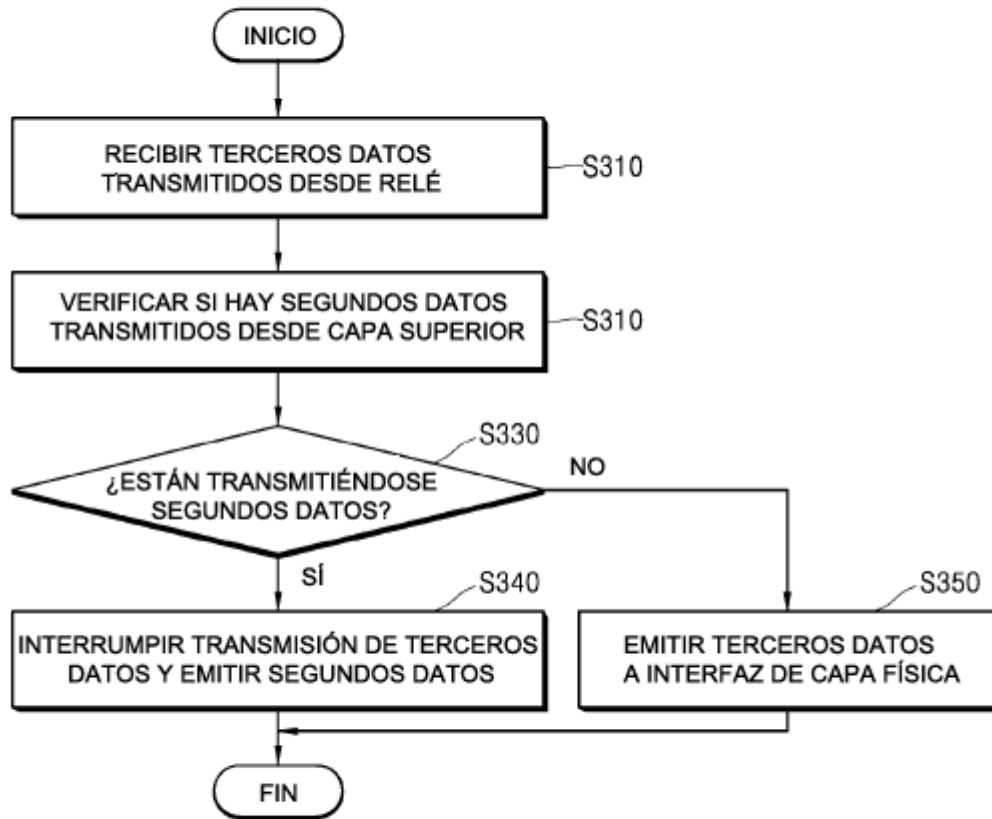 INICIO
RECIBIR TERCEROS DATOS
TRANSMITIDOS DESDE RELÉ
S310
VERIFICAR SI HAY SEGUNDOS DATOS
TRANSMITIDOS DESDE CAPA SUPERIOR
S310
S330
¿ESTÁN TRANSMITIÉNDOSE
SEGUNDOS DATOS?
NO
SÍ
S340
INTERRUMPIR TRANSMISIÓN DE TERCEROS
DATOS Y EMITIR SEGUNDOS DATOS
S350
EMITIR TERCEROS DATOS
A INTERFAZ DE CAPA FÍSICA
FIN